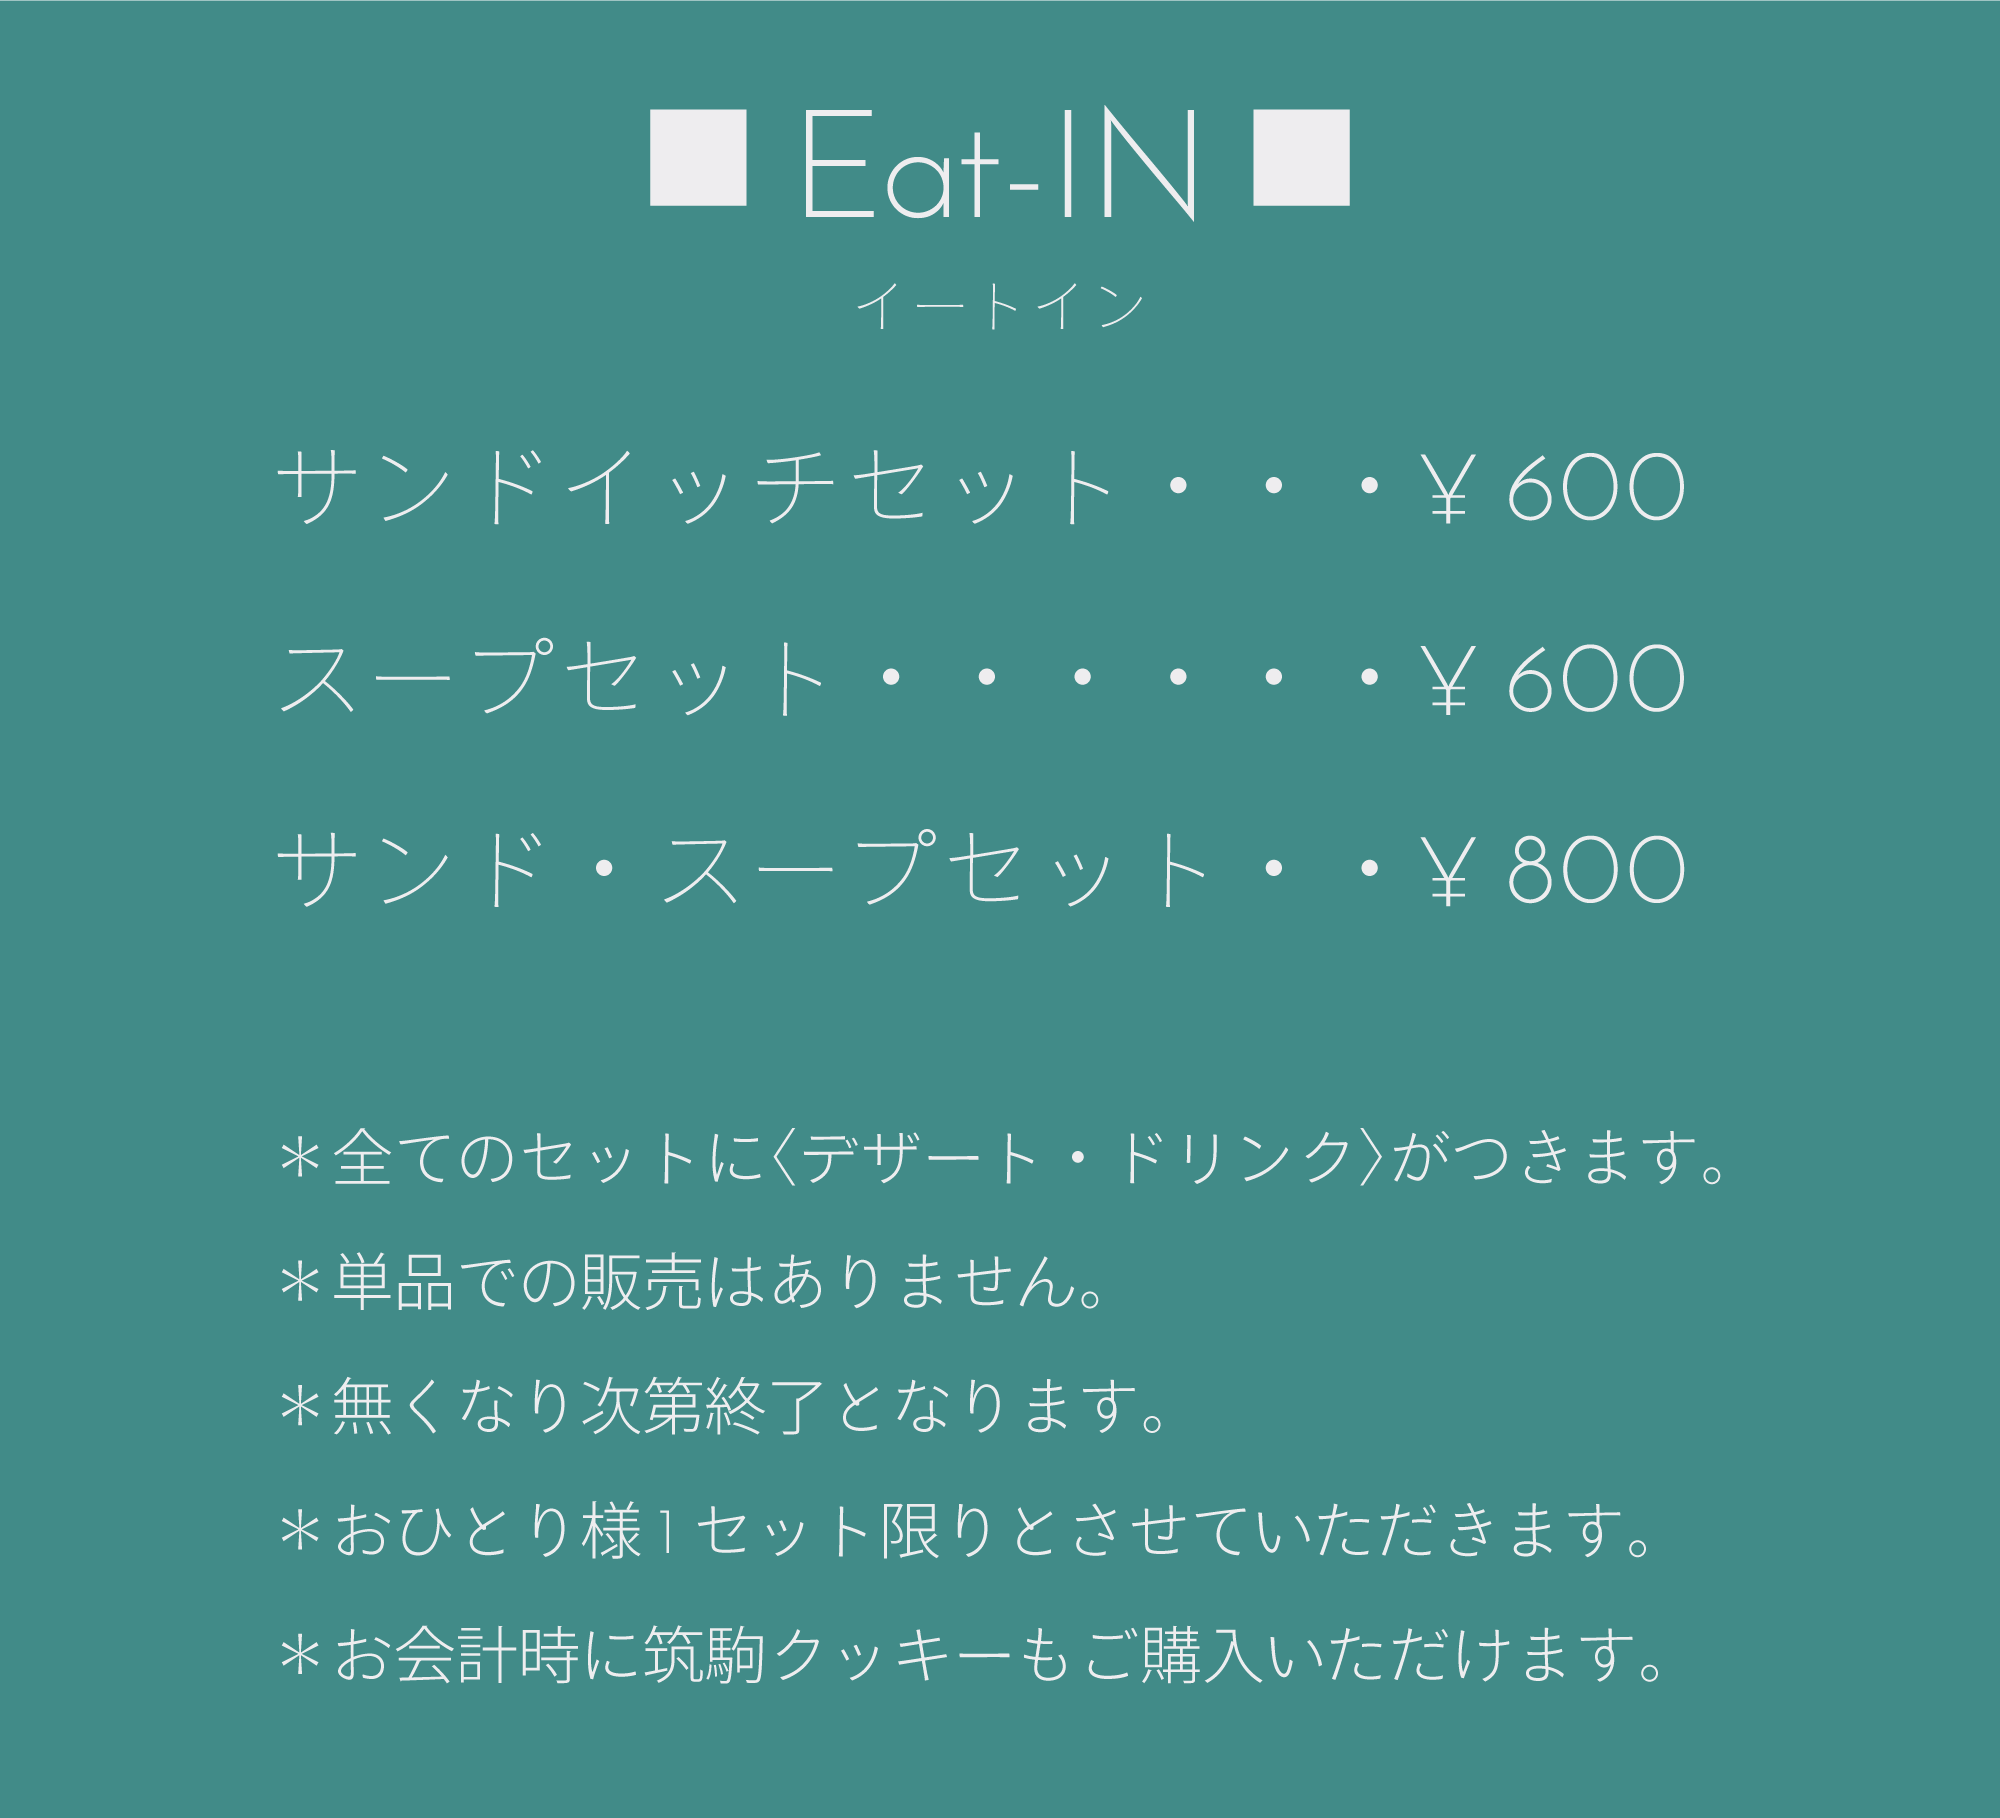 ■ Eat-IN ■
イートイン
サンドイッチセット・・・¥ 600
スープセット・・・・・・¥ 600
サンド・スープセット・・¥ 800
＊全てのセットに〈デザート・ドリンク〉がつきます。
＊単品での販売はありません。
＊無くなり次第終了となります。
＊おひとり様1セット限りとさせていただきます。
＊お会計時に筑駒クッキーもご購入いただけます。